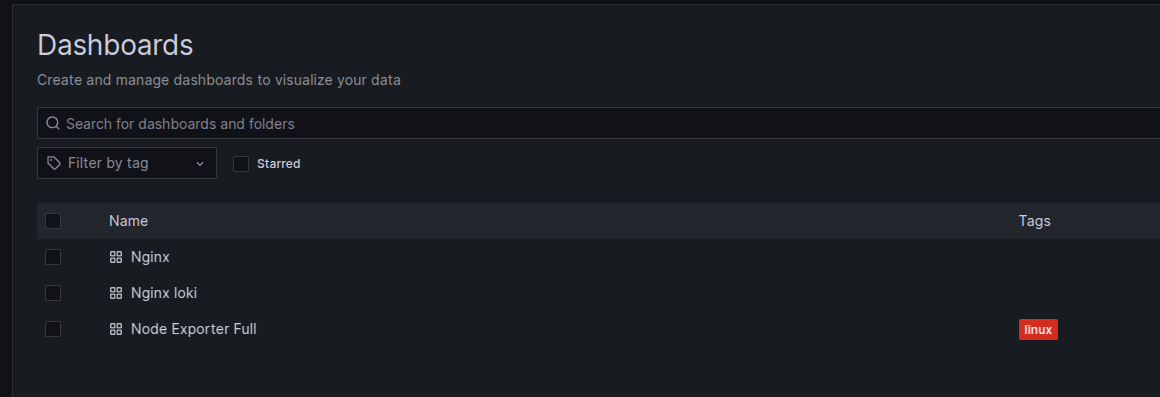 Dashboards
Create and manage dashboards to visualize your data
Search for dashboards and folders
Filter by tag Starred
Name Tags
Nginx
Nginx loki
Node Exporter Full linux